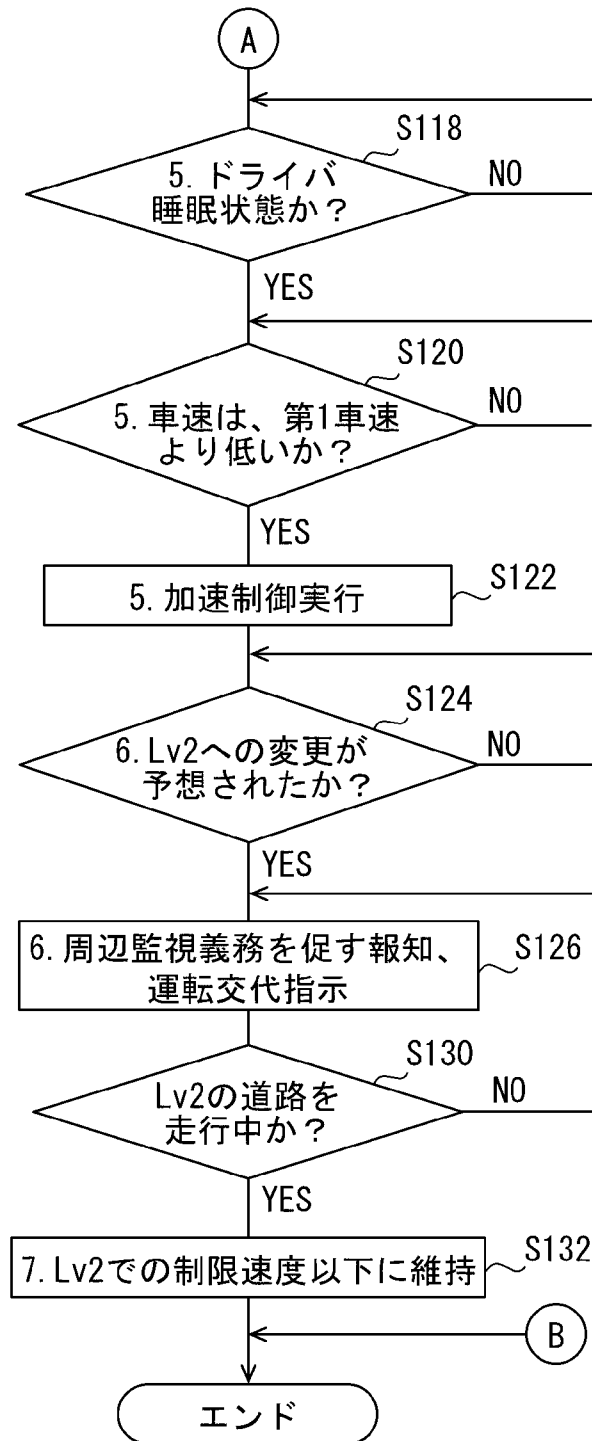 A
S118
5. ドライバ
睡眠状態か？
NO
YES
S120
5. 車速は、第1車速
より低いか？
NO
YES
5. 加速制御実行
S122
S124
6. Lv2への変更が
予想されたか？
NO
YES
6. 周辺監視義務を促す報知、
運転交代指示
S126
S130
Lv2の道路を
走行中か？
NO
YES
7. Lv2での制限速度以下に維持
S132
B
エンド